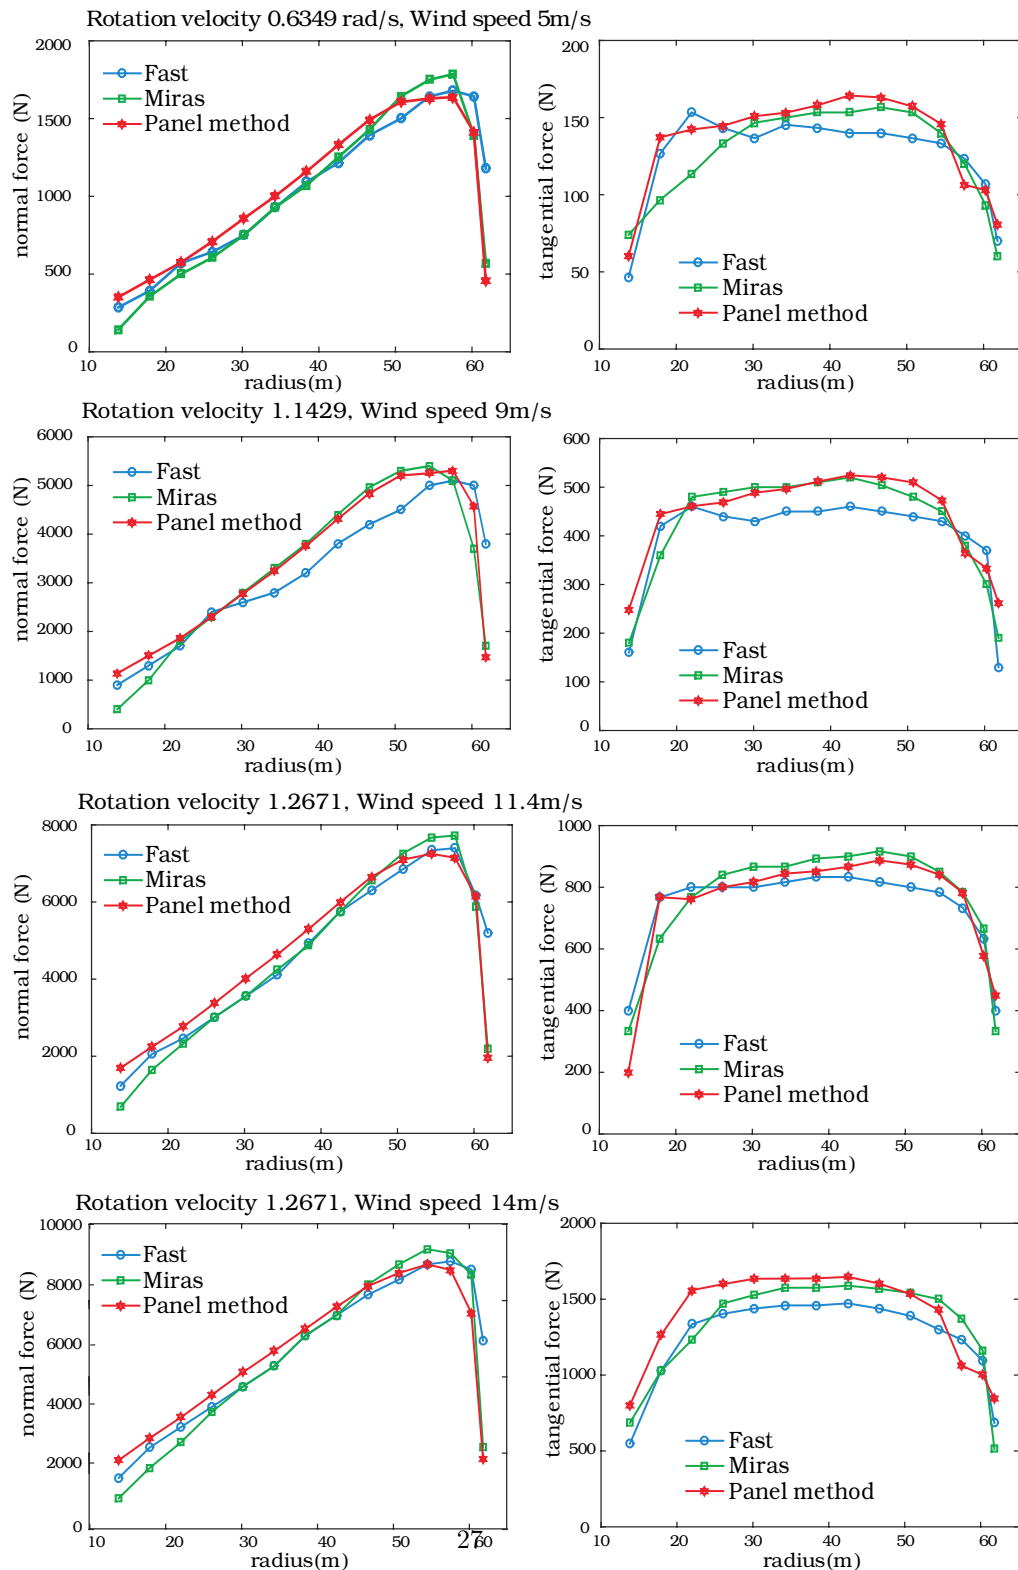 Rotation velocity 0.6349 rad/s, Wind speed 5m/s
normal force (N)
2000
1500
1000
500
0
Fast
Miras
Panel method
10 20 30 40 50 60
radius(m)
tangential force (N)
200
150
100
50
0
Fast
Miras
Panel method
10 20 30 40 50 60
radius(m)
Rotation velocity 1.1429, Wind speed 9m/s
normal force (N)
6000
5000
4000
3000
2000
1000
0
Fast
Miras
Panel method
10 20 30 40 50 60
radius(m)
tangential force (N)
600
500
400
300
200
100
0
Fast
Miras
Panel method
10 20 30 40 50 60
radius(m)
Rotation velocity 1.2671, Wind speed 11.4m/s
normal force (N)
8000
6000
4000
2000
0
Fast
Miras
Panel method
10 20 30 40 50 60
radius(m)
tangential force (N)
1000
800
600
400
200
0
Fast
Miras
Panel method
10 20 30 40 50 60
radius(m)
Rotation velocity 1.2671, Wind speed 14m/s
normal force (N)
10000
8000
6000
4000
2000
0
Fast
Miras
Panel method
10 20 30 40 50 60
radius(m)
27
tangential force (N)
2000
1500
1000
500
0
Fast
Miras
Panel method
10 20 30 40 50 60
radius(m)